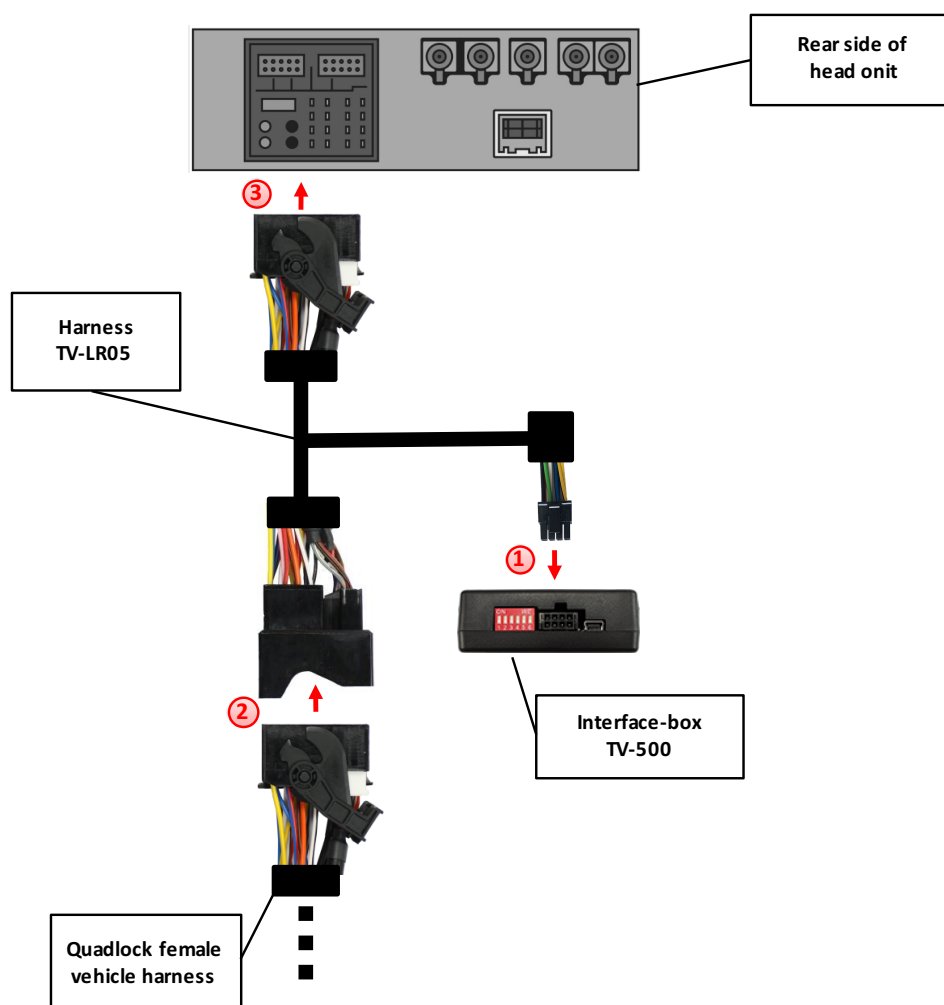 Rear side of
head onit
3
Harness
TV-LR05
1
2
Interface-box
TV-500
Quadlock female
vehicle harness